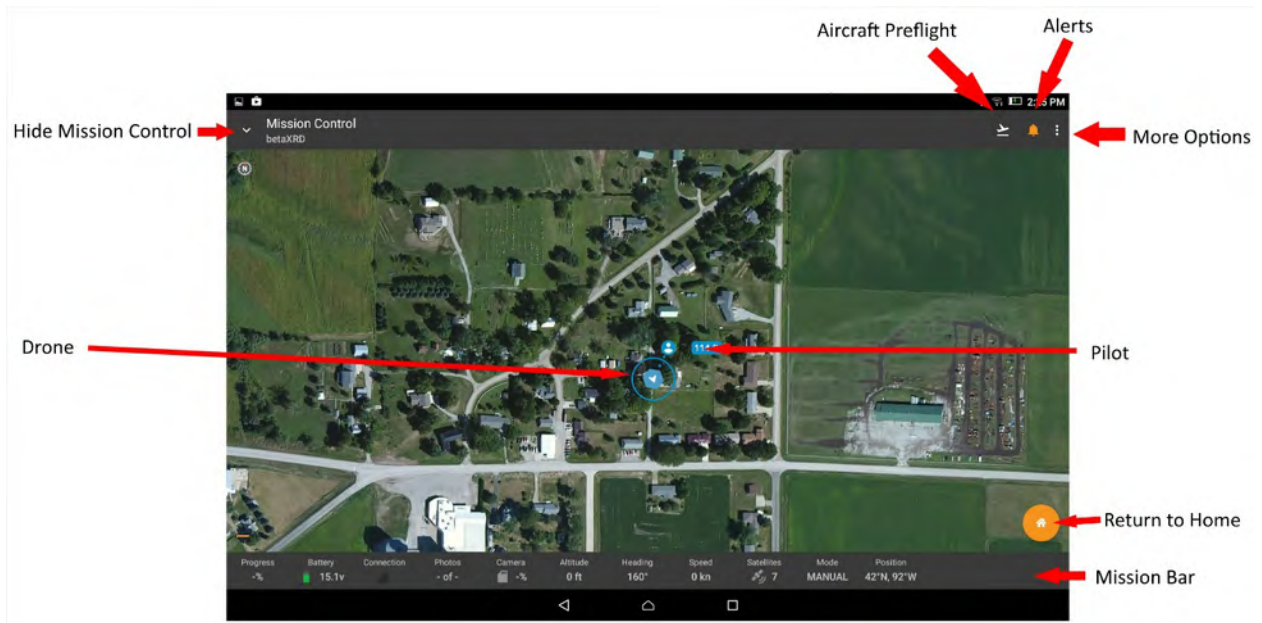 Aircraft Preflight
Alerts
Hide Mission Control
Mission Control
betaXRD
More Options
N
Drone
Pilot
Return to Home
Progress Battery Connection Photos Camera Altitude Heading Speed Satellites Mode Position
-% 15.1v - of - -% 0 ft 160° 0 kn 7 MANUAL 42°N, 92°W
Mission Bar